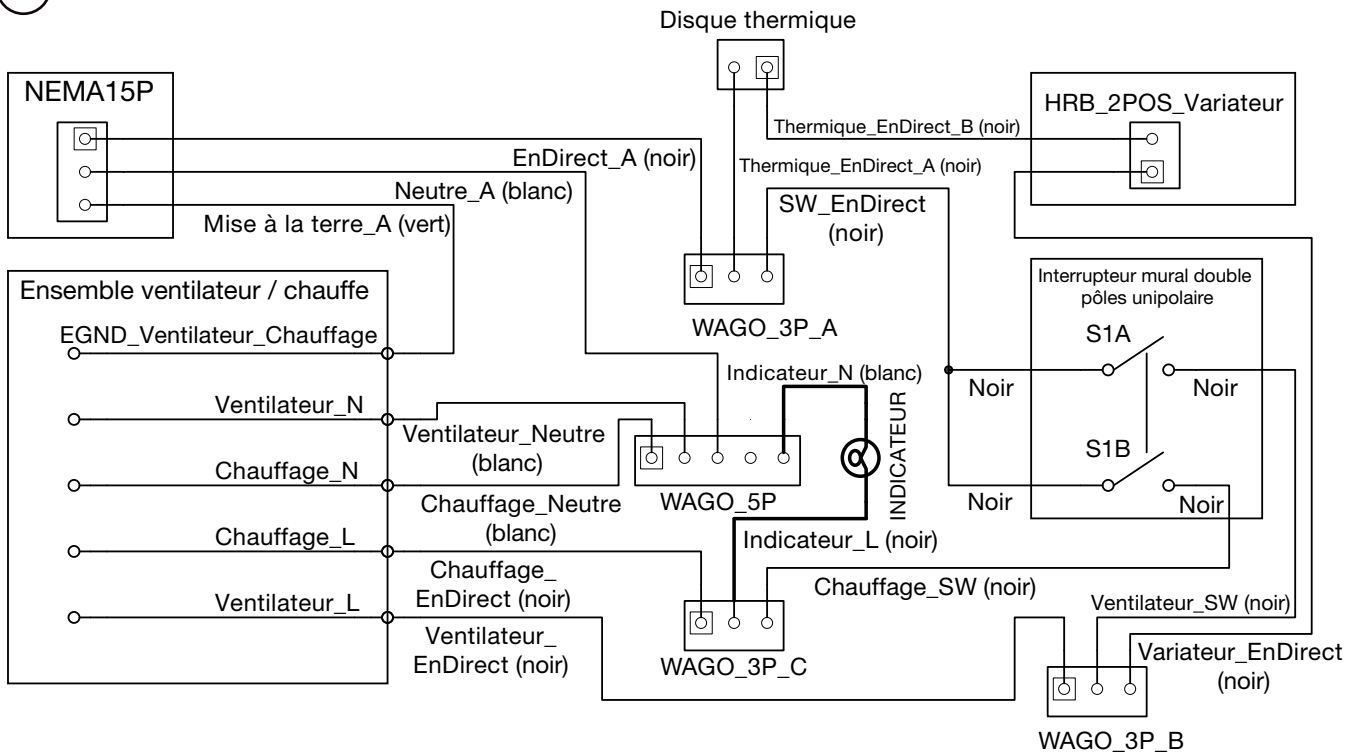 Disque thermique
NEMA15P
HRB_2POS_Variateur
Thermique_EnDirect_B (noir)
EnDirect_A (noir)
Thermique_EnDirect_A (noir)
Neutre_A (blanc)
SW_EnDirect
(noir)
Mise à la terre_A (vert)
Ensemble ventilateur / chauffe
Interrupteur mural double
pôles unipolaire
EGND_Ventilateur_Chauffage
WAGO_3P_A
S1A
Indicateur_N (blanc)
Noir
Noir
Ventilateur_N
Ventilateur_Neutre
(blanc)
INDICATEUR
S1B
Chauffage_N
WAGO_5P
Noir
Noir
Chauffage_Neutre
(blanc)
Chauffage_L
Indicateur_L (noir)
Chauffage_
EnDirect (noir)
Chauffage_SW (noir)
Ventilateur_L
Ventilateur_SW (noir)
Ventilateur_
EnDirect (noir)
WAGO_3P_C
Variateur_EnDirect
(noir)
WAGO_3P_B